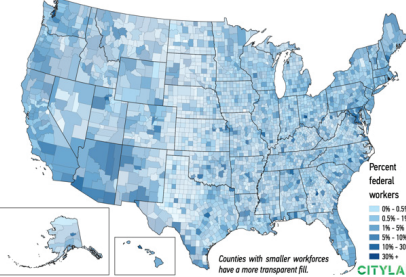 Percent
federal
workers
0% - 0.5%
0.5% - 1%
1% - 5%
5% - 10%
10% - 30
30% +
Counties with smaller workforces
have a more transparent fill.
CITYLA